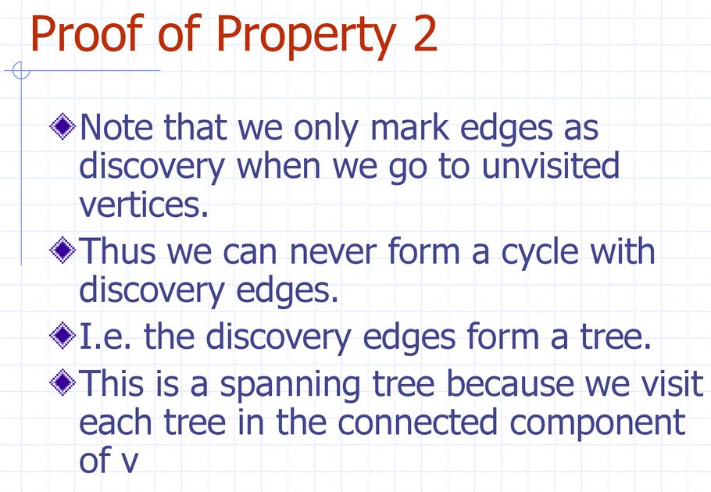 Proof of Property 2
Note that we only mark edges as
discovery when we go to unvisited
vertices.
Thus we can never form a cycle with
discovery edges.
I.e. the discovery edges form a tree.
This is a spanning tree because we visit
each tree in the connected component
of v